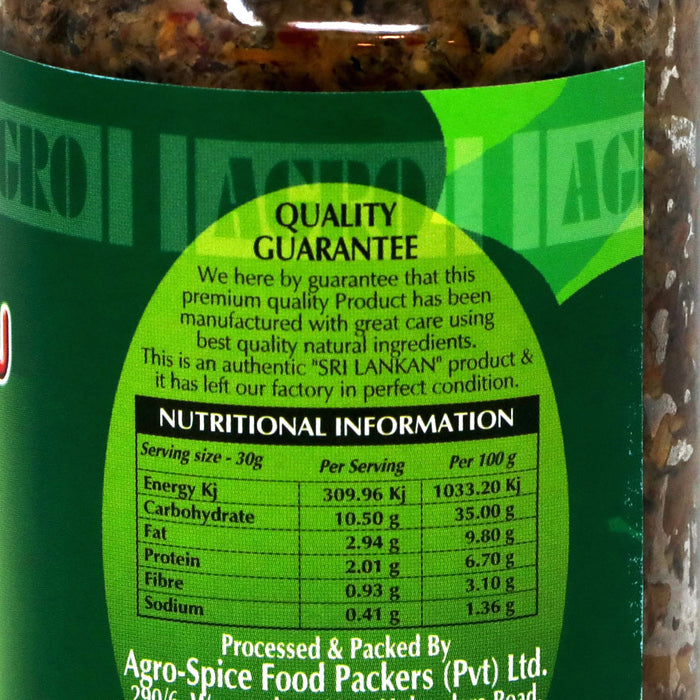 AGRO
QUALITY
GUARANTEE
We here by guarantee that this
premium quality Product has been
manufactured with great care using
best quality natural ingredients.
This is an authentic "SRI LANKAN" product &
it has left our factory in perfect condition.
NUTRITIONAL INFORMATION
Serving size - 30g Per Serving Per 100 g
Energy Kj 309.96 Kj 1033.20 Kj
Carbohydrate 10.50 g 35.00 g
Fat 2.94 g 9.80 g
Protein 2.01 g 6.70 g
Fibre 0.93 g 3.10 g
Sodium 0.41 g 1.36 g
Processed & Packed By
Agro-Spice Food Packers (Pvt) Ltd.